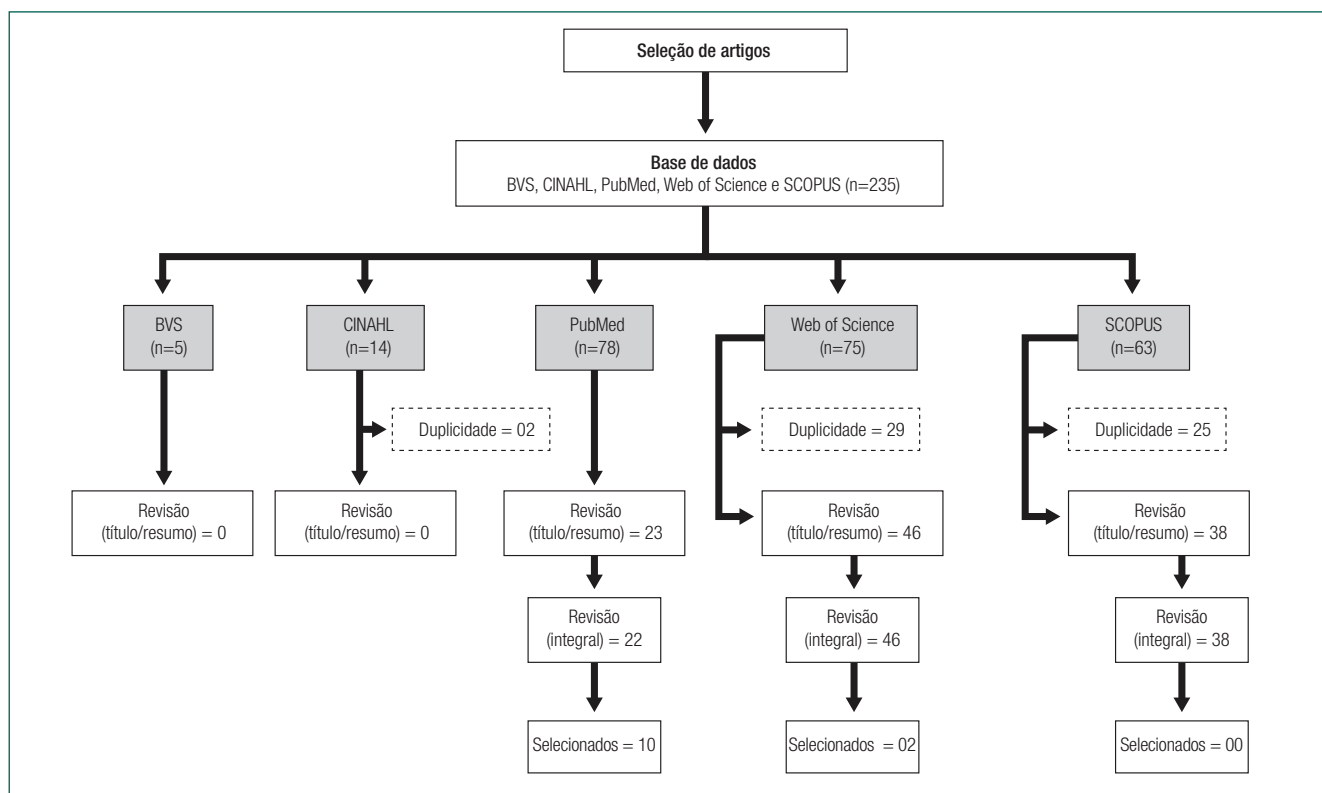 Seleção de artigos
Base de dados
BVS, CINAHL, PubMed, Web of Science e SCOPUS (n=235)
BVS
(n=5)
CINAHL
(n=14)
PubMed
(n=78)
Web of Science
(n=75)
SCOPUS
(n=63)
Duplicidade = 02
Duplicidade = 29
Duplicidade = 25
Revisão
(título/resumo) = 0
Revisão
(título/resumo) = 0
Revisão
(título/resumo) = 23
Revisão
(título/resumo) = 46
Revisão
(título/resumo) = 38
Revisão
(integral) = 22
Revisão
(integral) = 46
Revisão
(integral) = 38
Selecionados = 10
Selecionados = 02
Selecionados = 00